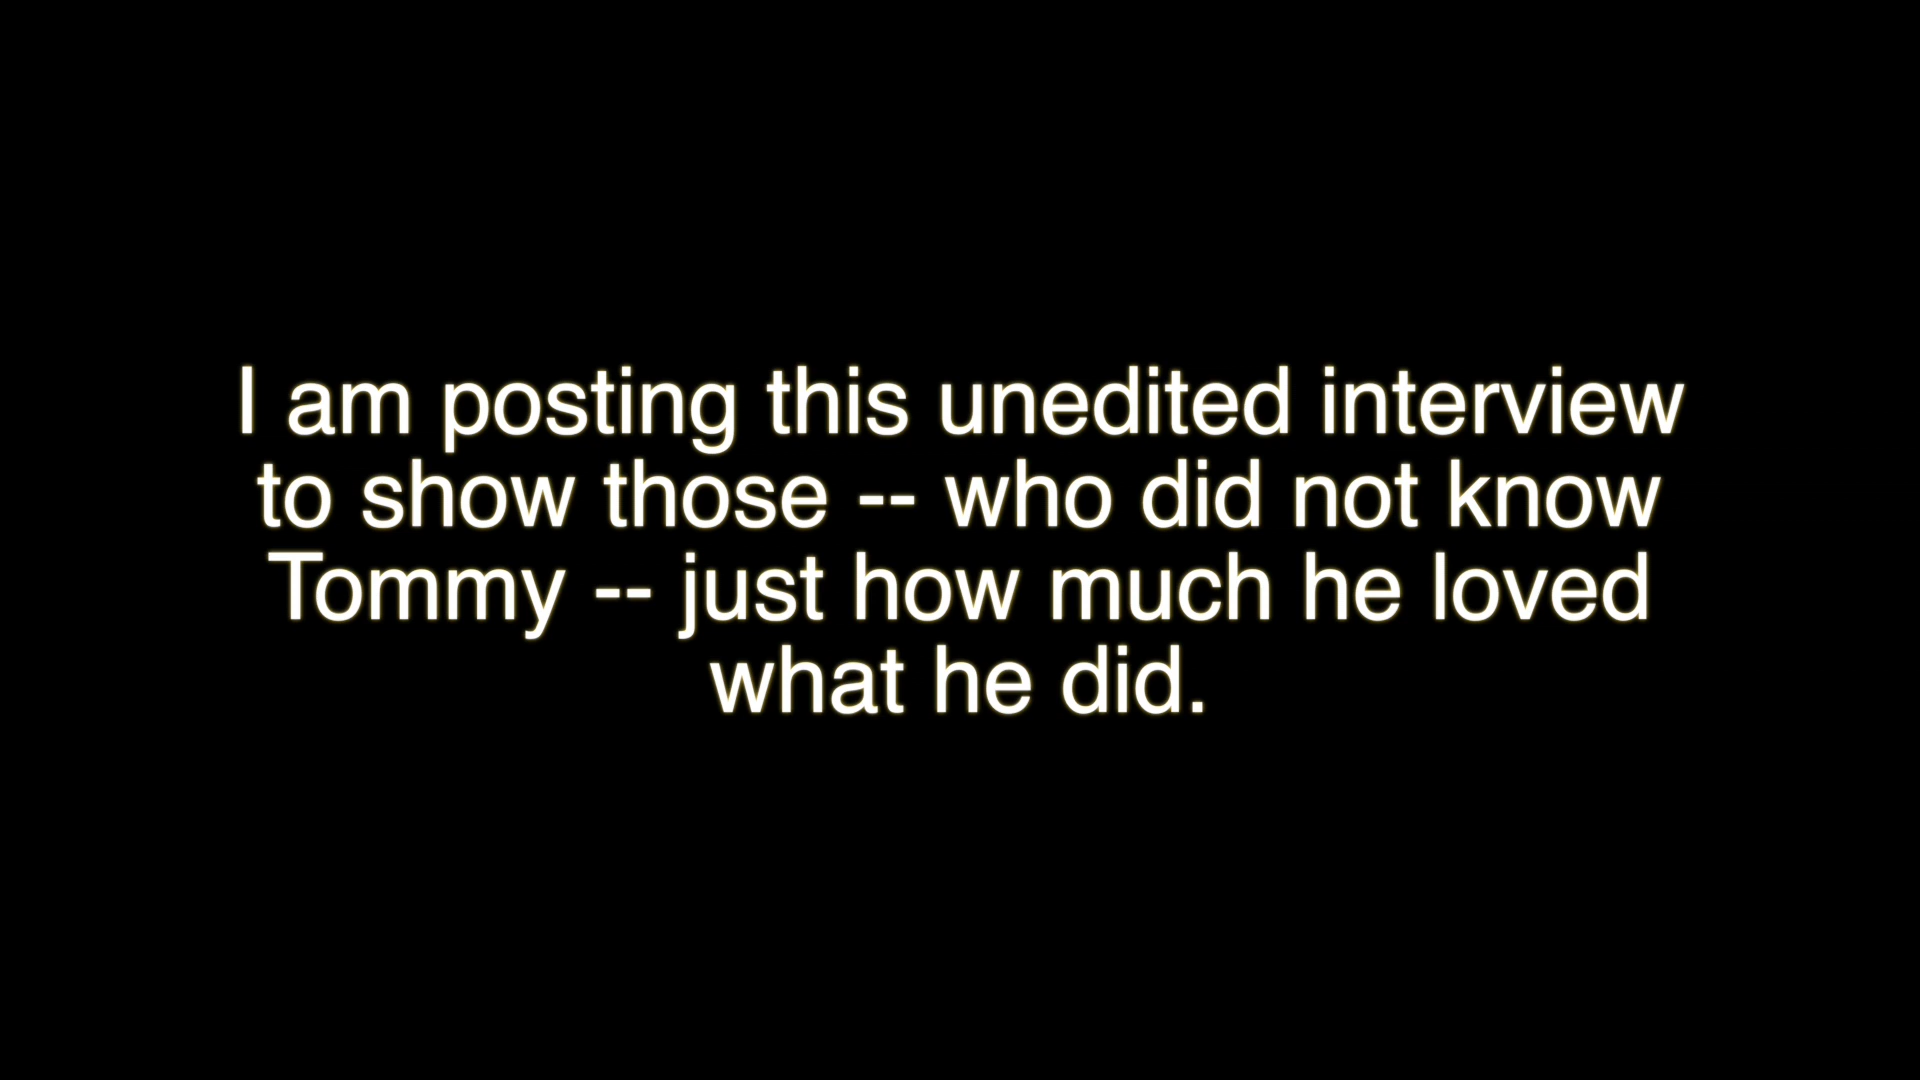 I am posting this unedited interview
to show those -- who did not know
Tommy -- just how much he loved
what he did.